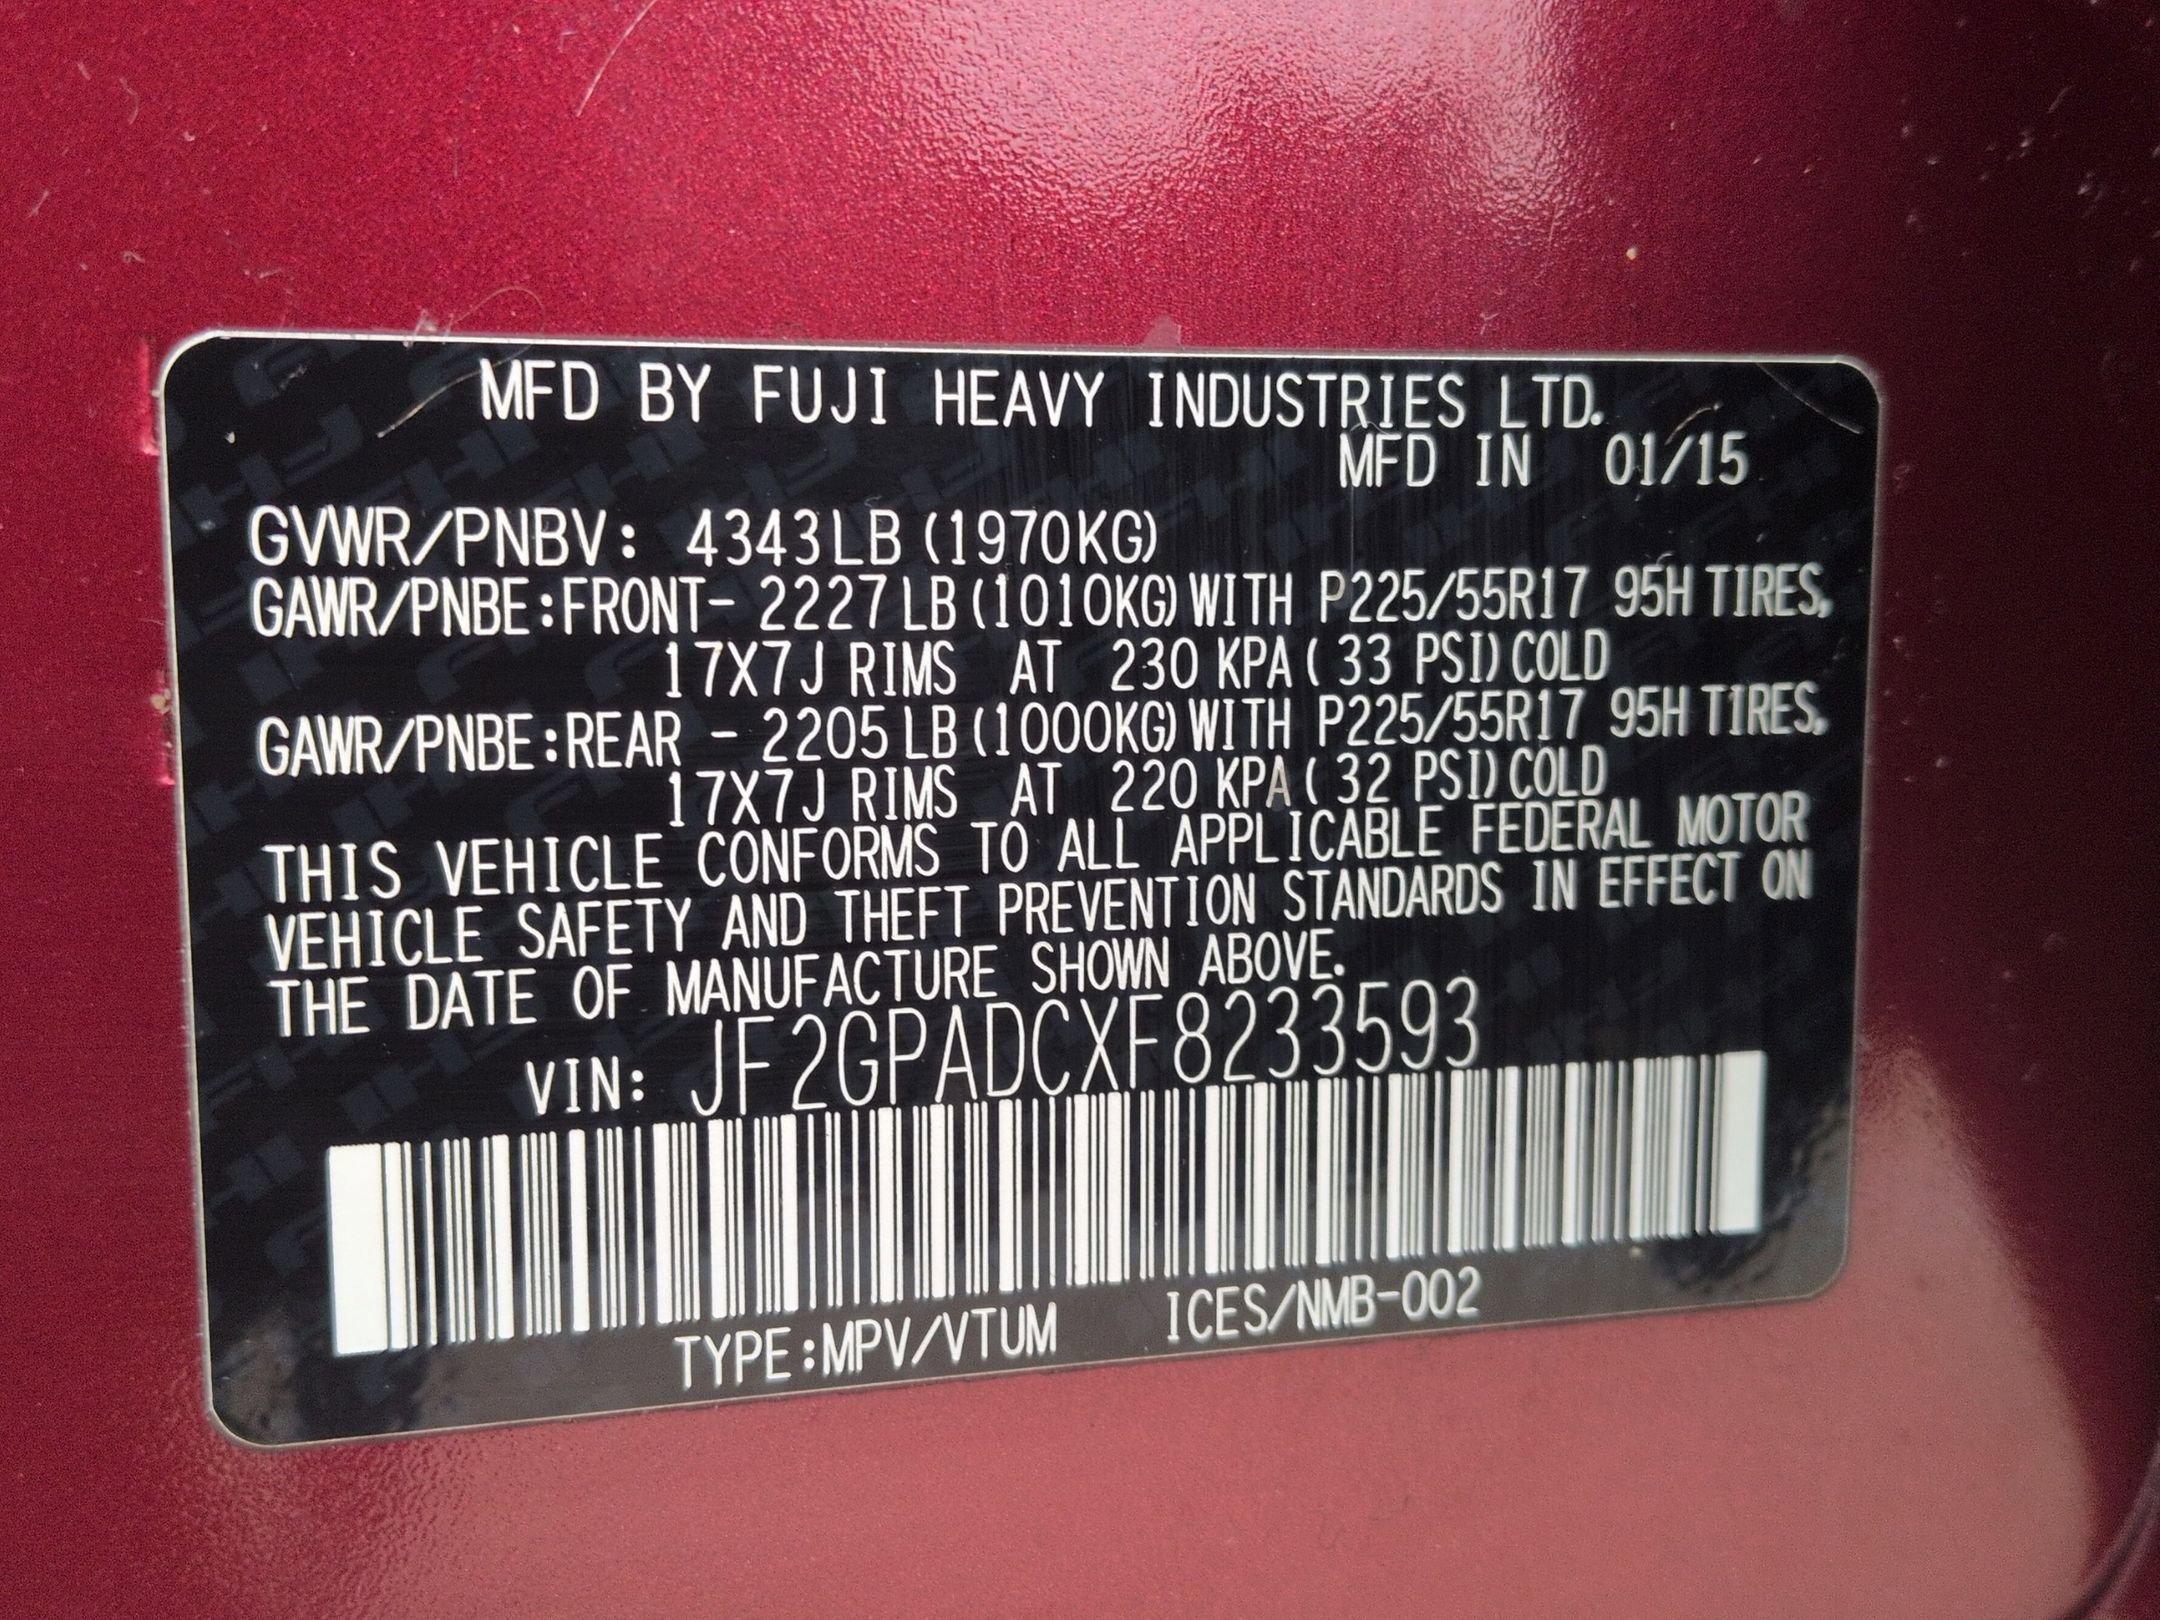 MFD BY FUJI HEAVY INDUSTRIES LTD.
MFD IN 01/15
GVWR/PNBV: 4343LB (1970KG)
GAWR/PNBE:FRONT- 2227LB(1010KG)WITH P225/55R17 95H TIRES,
17X7J RIMS AT 230 KPA( 33 PSI)COLD
GAWR/PNBE:REAR - 2205LB(1000KG)WITH P225/55R17 95H TIRES,
17X7J RIMS AT 220 KPA( 32 PSI)COLD
THIS VEHICLE CONFORMS TO ALL APPLICABLE FEDERAL MOTOR
VEHICLE SAFETY AND THEFT PREVENTION STANDARDS IN EFFECT ON
THE DATE OF MANUFACTURE SHOWN ABOVE.
VIN: JF2GPADCXF8233593
TYPE:MPV/VTUM ICES/NMB-002